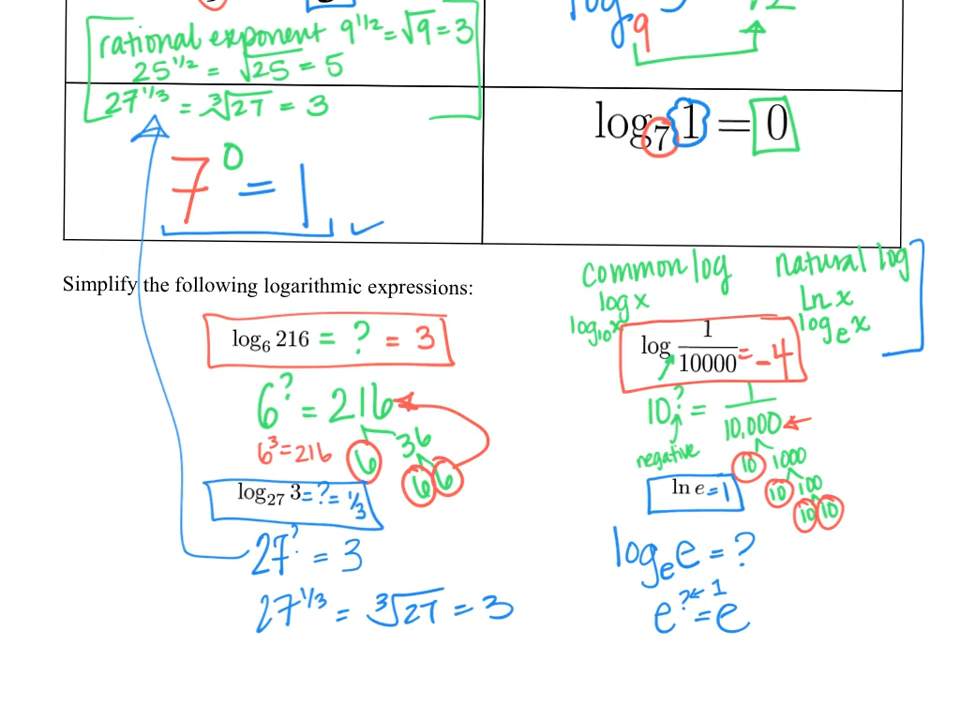 rational exponent 9^1/2 = √9 = 3
25^1/2 = √25 = 5
27^1/3 = ∛27 = 3
log 9
7^0 = 1 ✓
log_7 1 = 0
Simplify the following logarithmic expressions:
common log
log x
log_10 x
natural log
ln x
log_e x
log_6 216 = ? = 3
6^? = 216
36
6^3 = 216
6
6 6
log_27 3 = ? = 1/3
27^? = 3
27^1/3 = ∛27 = 3
log 1/10000 = -4
10^? = 1/10,000
negative
10 1000
10 100
10 10
ln e = 1
log_e e = ?
? ← 1
e^? = e